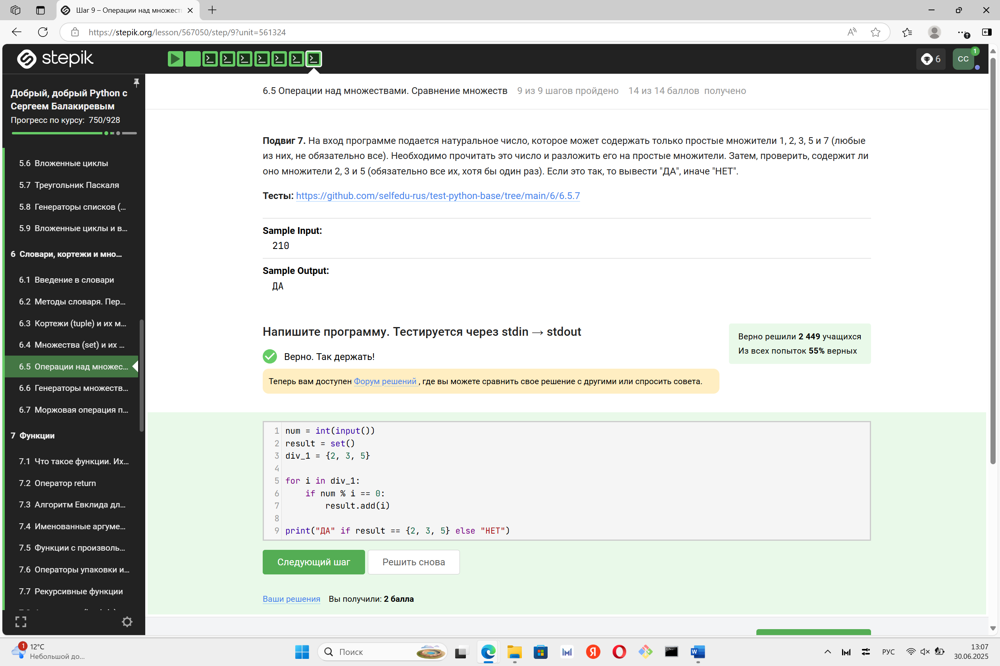 Шаг 9 – Операции над множест
https://stepik.org/lesson/567050/step/9?unit=561324
stepik
6
CC
1
Добрый, добрый Python с
Сергеем Балакиревым
Прогресс по курсу: 750/928
5.6 Вложенные циклы
5.7 Треугольник Паскаля
5.8 Генераторы списков (...
5.9 Вложенные циклы и в...
6 Словари, кортежи и мно...
6.1 Введение в словари
6.2 Методы словаря. Пер...
6.3 Кортежи (tuple) и их м...
6.4 Множества (set) и их ...
6.5 Операции над множес...
6.6 Генераторы множеств...
6.7 Моржовая операция п...
7 Функции
7.1 Что такое функции. Их...
7.2 Оператор return
7.3 Алгоритм Евклида дл...
7.4 Именованные аргуме...
7.5 Функции с произволь...
7.6 Операторы упаковки и...
7.7 Рекурсивные функции
6.5 Операции над множествами. Сравнение множеств 9 из 9 шагов пройдено 14 из 14 баллов получено
Подвиг 7. На вход программе подается натуральное число, которое может содержать только простые множители 1, 2, 3, 5 и 7 (любые
из них, не обязательно все). Необходимо прочитать это число и разложить его на простые множители. Затем, проверить, содержит ли
оно множители 2, 3 и 5 (обязательно все их, хотя бы один раз). Если это так, то вывести "ДА", иначе "НЕТ".
Тесты: https://github.com/selfedu-rus/test-python-base/tree/main/6/6.5.7
Sample Input:
210
Sample Output:
ДА
Напишите программу. Тестируется через stdin → stdout
Верно. Так держать!
Верно решили 2 449 учащихся
Из всех попыток 55% верных
Теперь вам доступен Форум решений , где вы можете сравнить свое решение с другими или спросить совета.
1 num = int(input())
2 result = set()
3 div_1 = {2, 3, 5}
4
5 for i in div_1:
6 if num % i == 0:
7 result.add(i)
8
9 print("ДА" if result == {2, 3, 5} else "НЕТ")
Следующий шаг
Решить снова
Ваши решения Вы получили: 2 балла
1
12°C
Небольшой до...
Поиск
РУС
13:07
30.06.2025